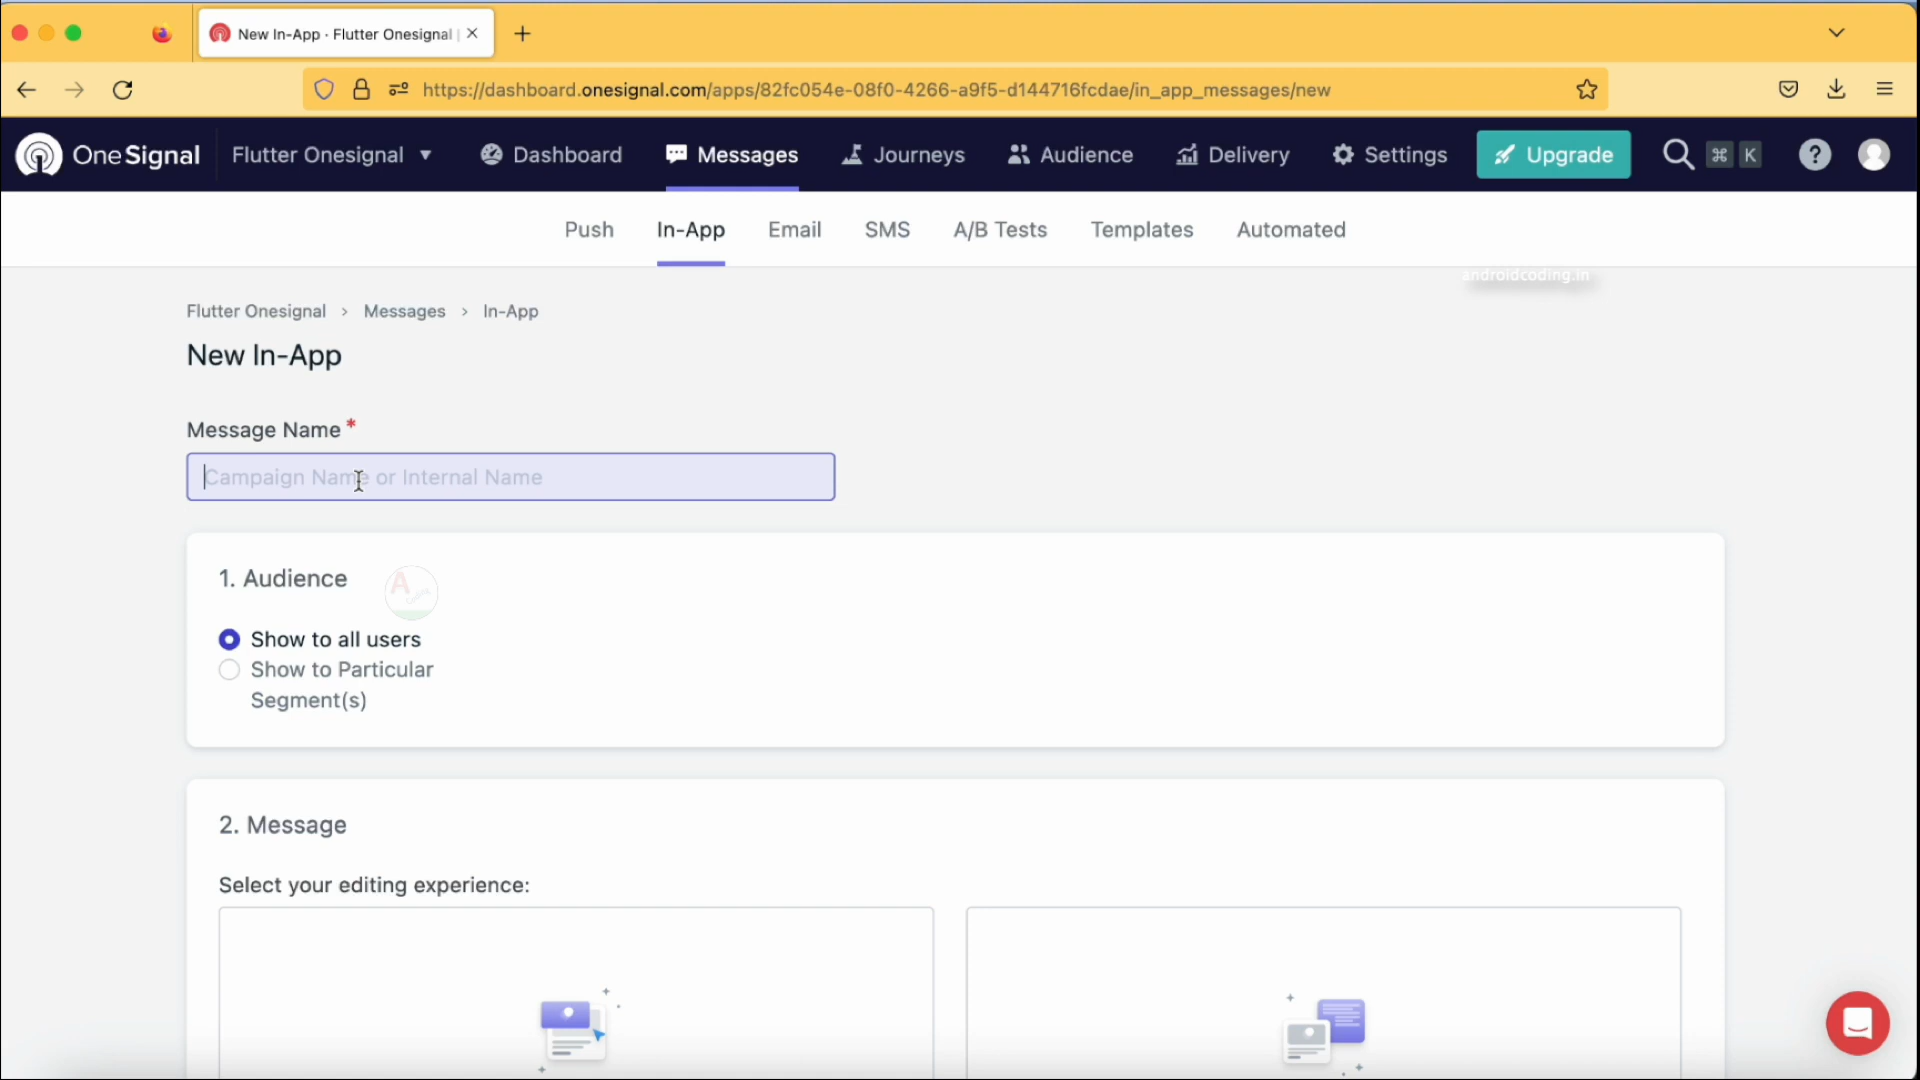 New In-App · Flutter Onesignal |
https://dashboard.onesignal.com/apps/82fc054e-08f0-4266-a9f5-d144716fcdae/in_app_messages/new
OneSignal Flutter Onesignal Dashboard Messages Journeys Audience Delivery Settings Upgrade ⌘ K ?
Push In-App Email SMS A/B Tests Templates Automated
androidcoding.in
Flutter Onesignal > Messages > In-App
New In-App
Message Name *
Campaign Name or Internal Name
1. Audience
Show to all users
Show to Particular
Segment(s)
2. Message
Select your editing experience: